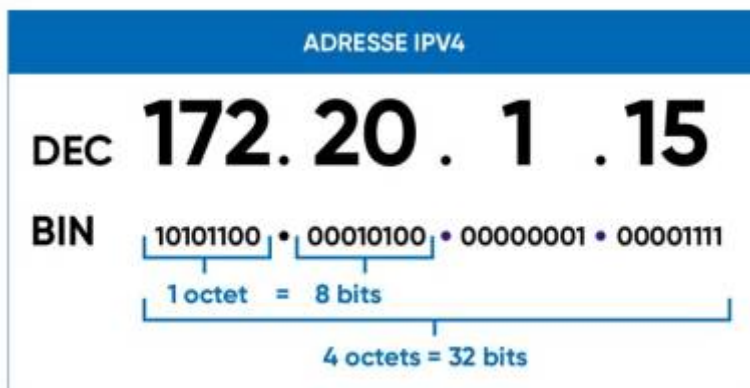 ADRESSE IPV4
DEC 172. 20 . 1 . 15
BIN 10101100 • 00010100 • 00000001 • 00001111
1 octet = 8 bits
4 octets = 32 bits